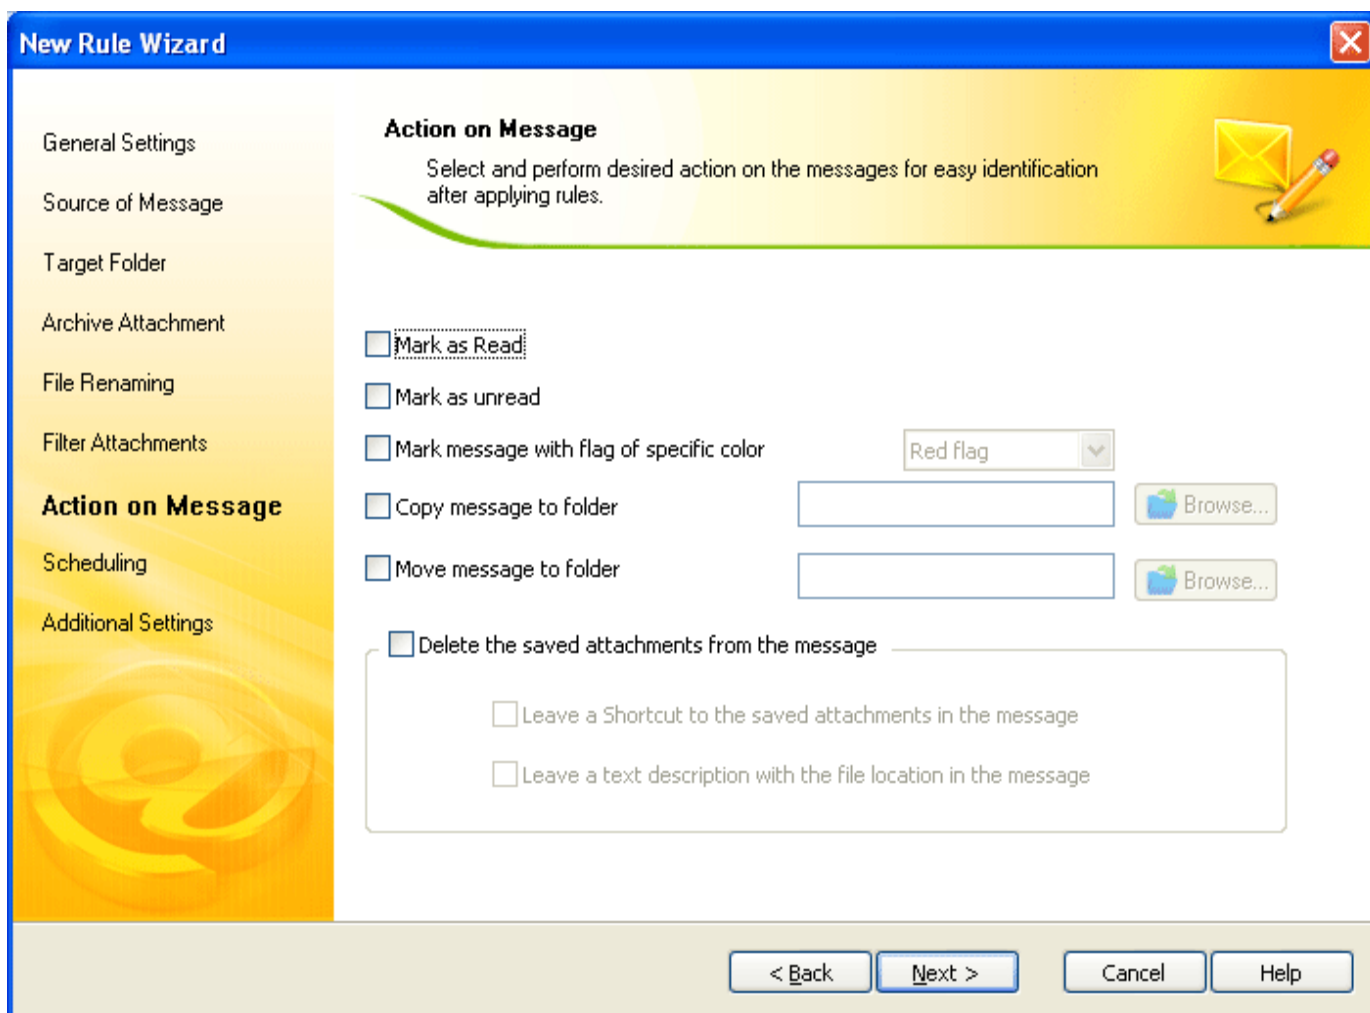 New Rule Wizard
General Settings
Source of Message
Target Folder
Archive Attachment
File Renaming
Filter Attachments
Action on Message
Scheduling
Additional Settings
Action on Message
Select and perform desired action on the messages for easy identification
after applying rules.
Mark as Read
Mark as unread
Mark message with flag of specific color
Red flag
Copy message to folder
Browse...
Move message to folder
Browse...
Delete the saved attachments from the message
Leave a Shortcut to the saved attachments in the message
Leave a text description with the file location in the message
< Back
Next >
Cancel
Help